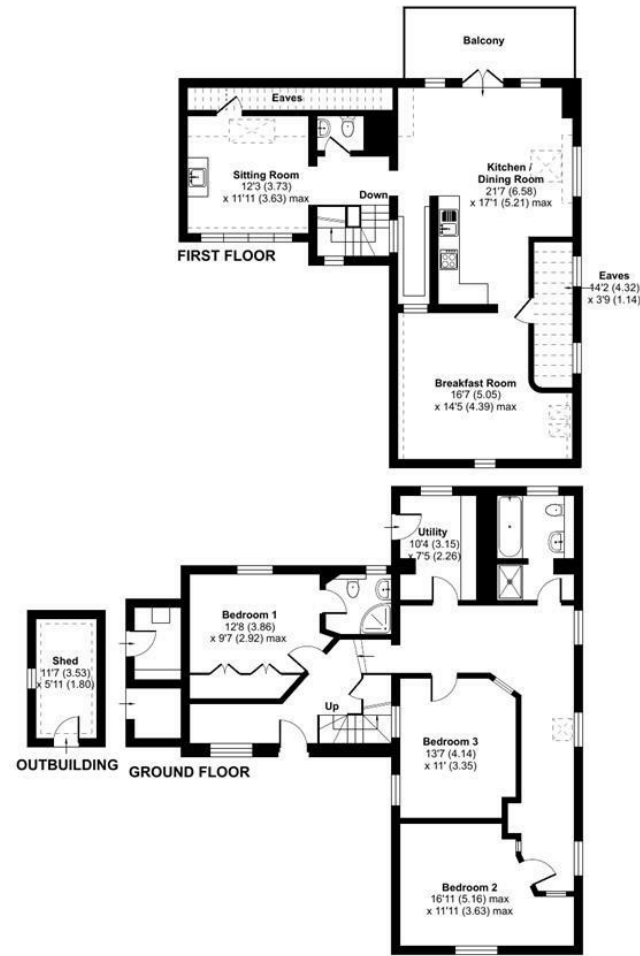 Balcony
Eaves
Sitting Room
12'3 (3.73)
x 11'11 (3.63) max
Kitchen /
Dining Room
21'7 (6.58)
x 17'1 (5.21) max
Down
FIRST FLOOR
Eaves
14'2 (4.32)
x 3'9 (1.14)
Breakfast Room
16'7 (5.05)
x 14'5 (4.39) max
Utility
10'4 (3.15)
x 7'5 (2.26)
Bedroom 1
12'8 (3.86)
x 9'7 (2.92) max
Shed
11'7 (3.53)
x 5'11 (1.80)
Up
Bedroom 3
13'7 (4.14)
x 11' (3.35)
OUTBUILDING
GROUND FLOOR
Bedroom 2
16'11 (5.16) max
x 11'11 (3.63) max